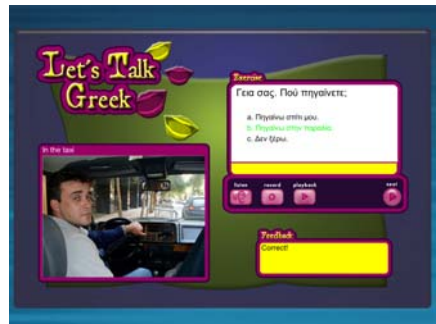 Let's Talk
Greek
In the taxi
Exercise
Γεια σας. Πού πηγαίνετε;
a. Πηγαίνω σπίτι μου.
b. Πηγαίνω στην παραλία.
c. Δεν ξέρω.
listen record playback next
Feedback
Correct!